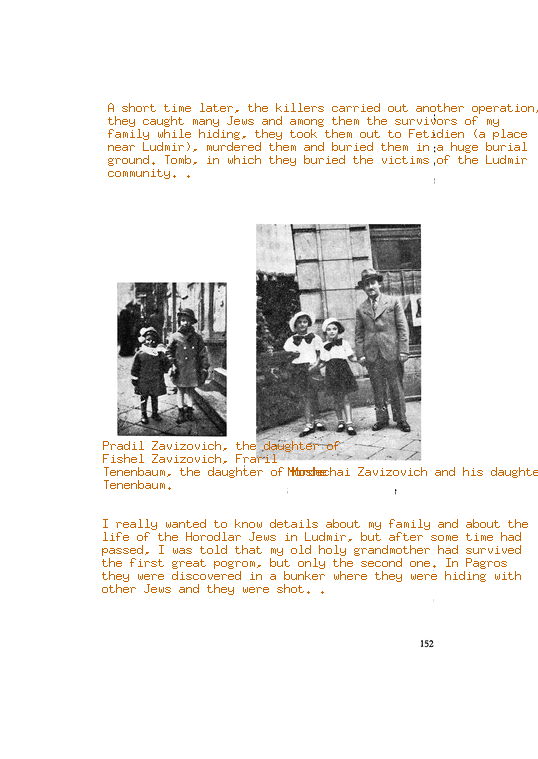 A short time later, the killers carried out another operation,
they caught many Jews and among them the survivors of my
family while hiding, they took them out to Fetidien (a place
near Ludmir), murdered them and buried them in a huge burial
ground. Tomb, in which they buried the victims of the Ludmir
community. .
Pradil Zavizovich, the daughter of
Fishel Zavizovich, Fraril
Tenenbaum, the daughter of Zavizovich and his daughte
Tenenbaum.
I really wanted to know details about my family and about the
life of the Horodlar Jews in Ludmir, but after some time had
passed, I was told that my old holy grandmother had survived
the first great pogrom, but only the second one. In Pagros
they were discovered in a bunker where they were hiding with
other Jews and they were shot. .
152